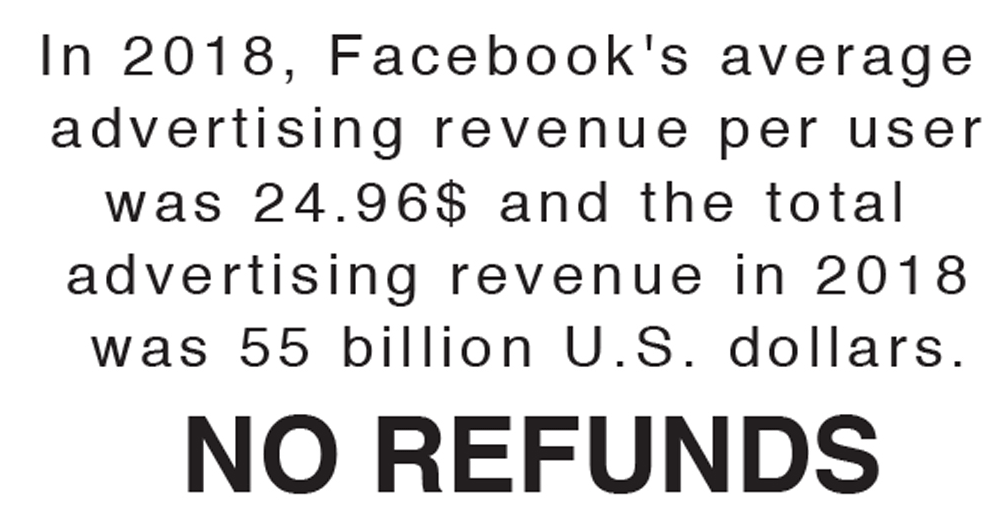 In 2018, Facebook's average
advertising revenue per user
was 24.96$ and the total
advertising revenue in 2018
was 55 billion U.S. dollars.
NO REFUNDS